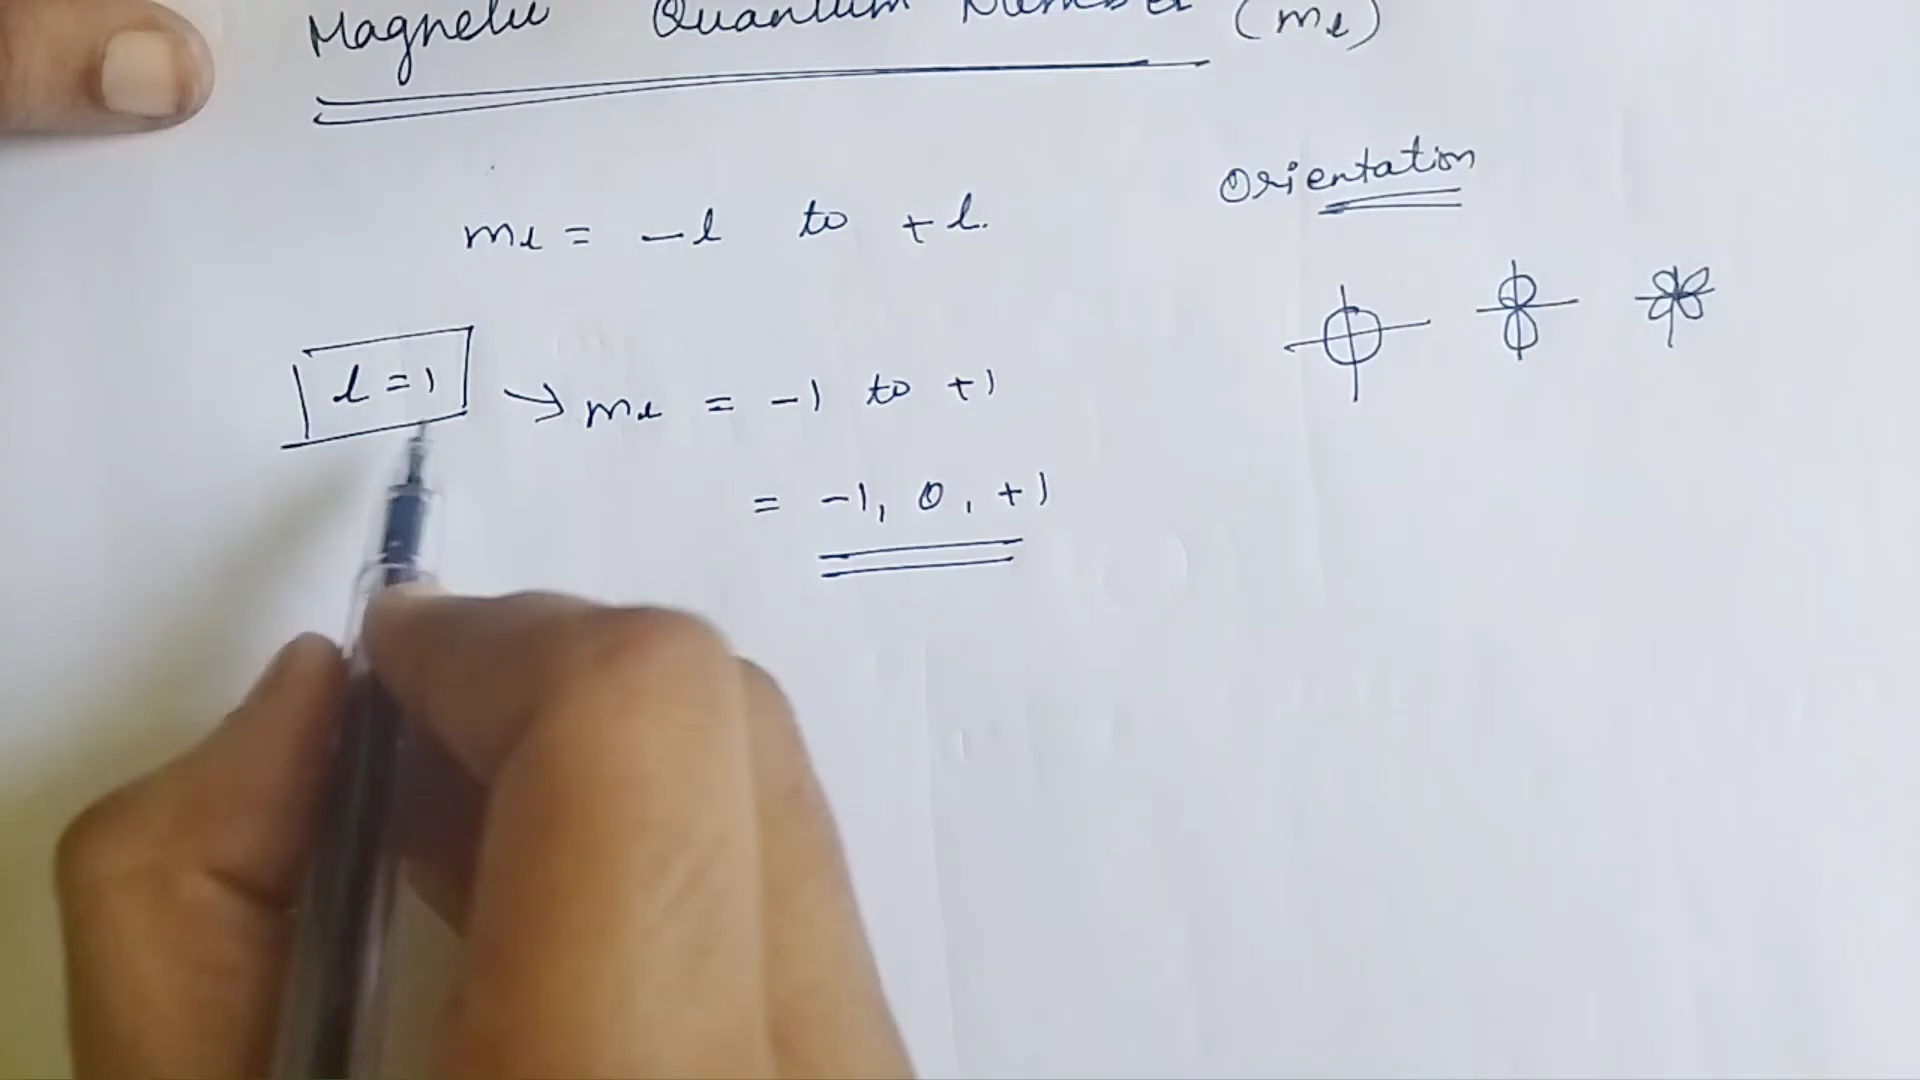 Magnetic Quantum Number (ml)
Orientation
ml = -l to +l.
l = 1 → ml = -1 to +1
= -1, 0, +1